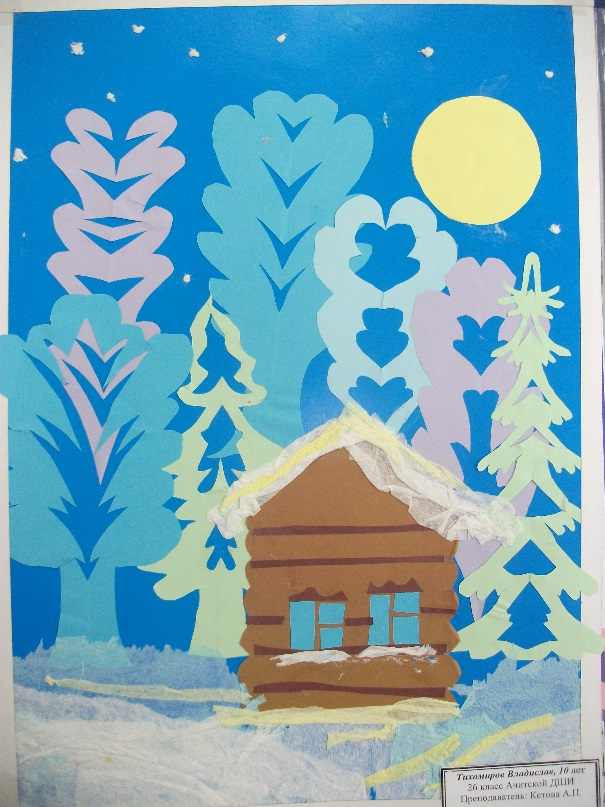 Тихомиров Владислав, 10 лет
2б класс Ачитской ДШИ
Преподаватель: Кетова А.П.